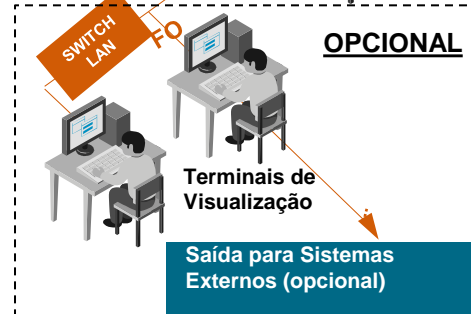 SWITCH
LAN
FO
OPCIONAL
Terminais de
Visualização
Saída para Sistemas
Externos (opcional)